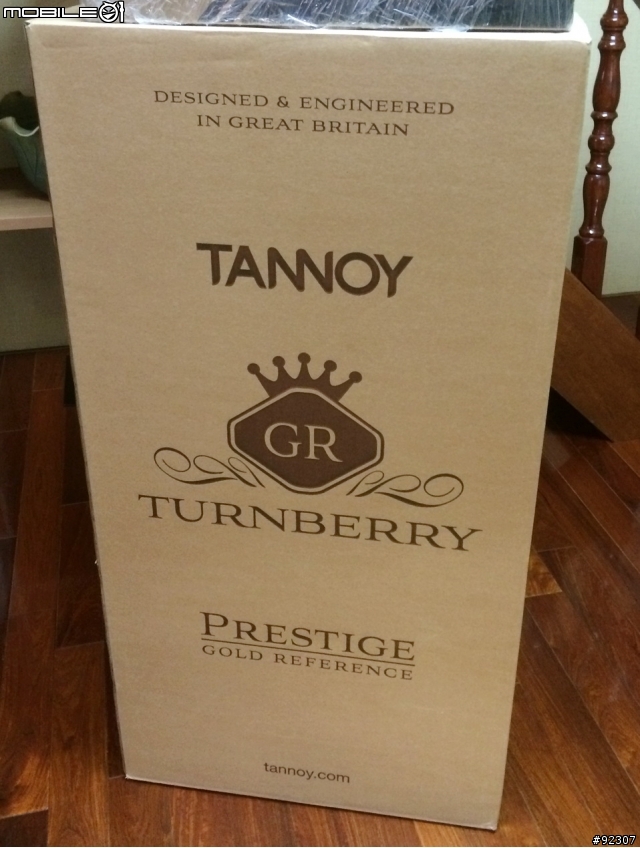 MOBILE01
DESIGNED & ENGINEERED
IN GREAT BRITAIN
TANNOY
GR
TURNBERRY
PRESTIGE
GOLD REFERENCE
tannoy.com
#92307